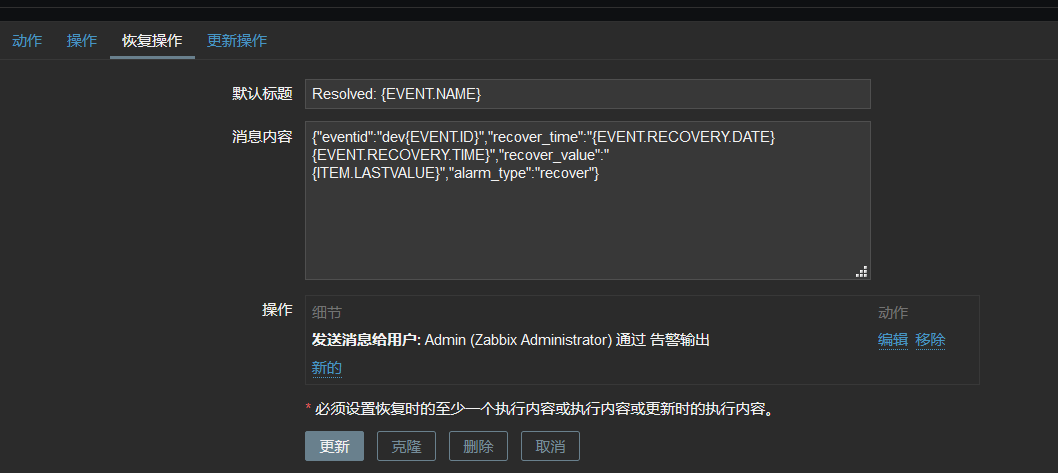 动作 操作 恢复操作 更新操作
默认标题 Resolved: {EVENT.NAME}
消息内容 {"eventid":"dev{EVENT.ID}","recover_time":"{EVENT.RECOVERY.DATE}
{EVENT.RECOVERY.TIME}","recover_value":"
{ITEM.LASTVALUE}","alarm_type":"recover"}
操作 细节 动作
发送消息给用户: Admin (Zabbix Administrator) 通过 告警输出 编辑 移除
新的
* 必须设置恢复时的至少一个执行内容或执行内容或更新时的执行内容。
更新 克隆 删除 取消